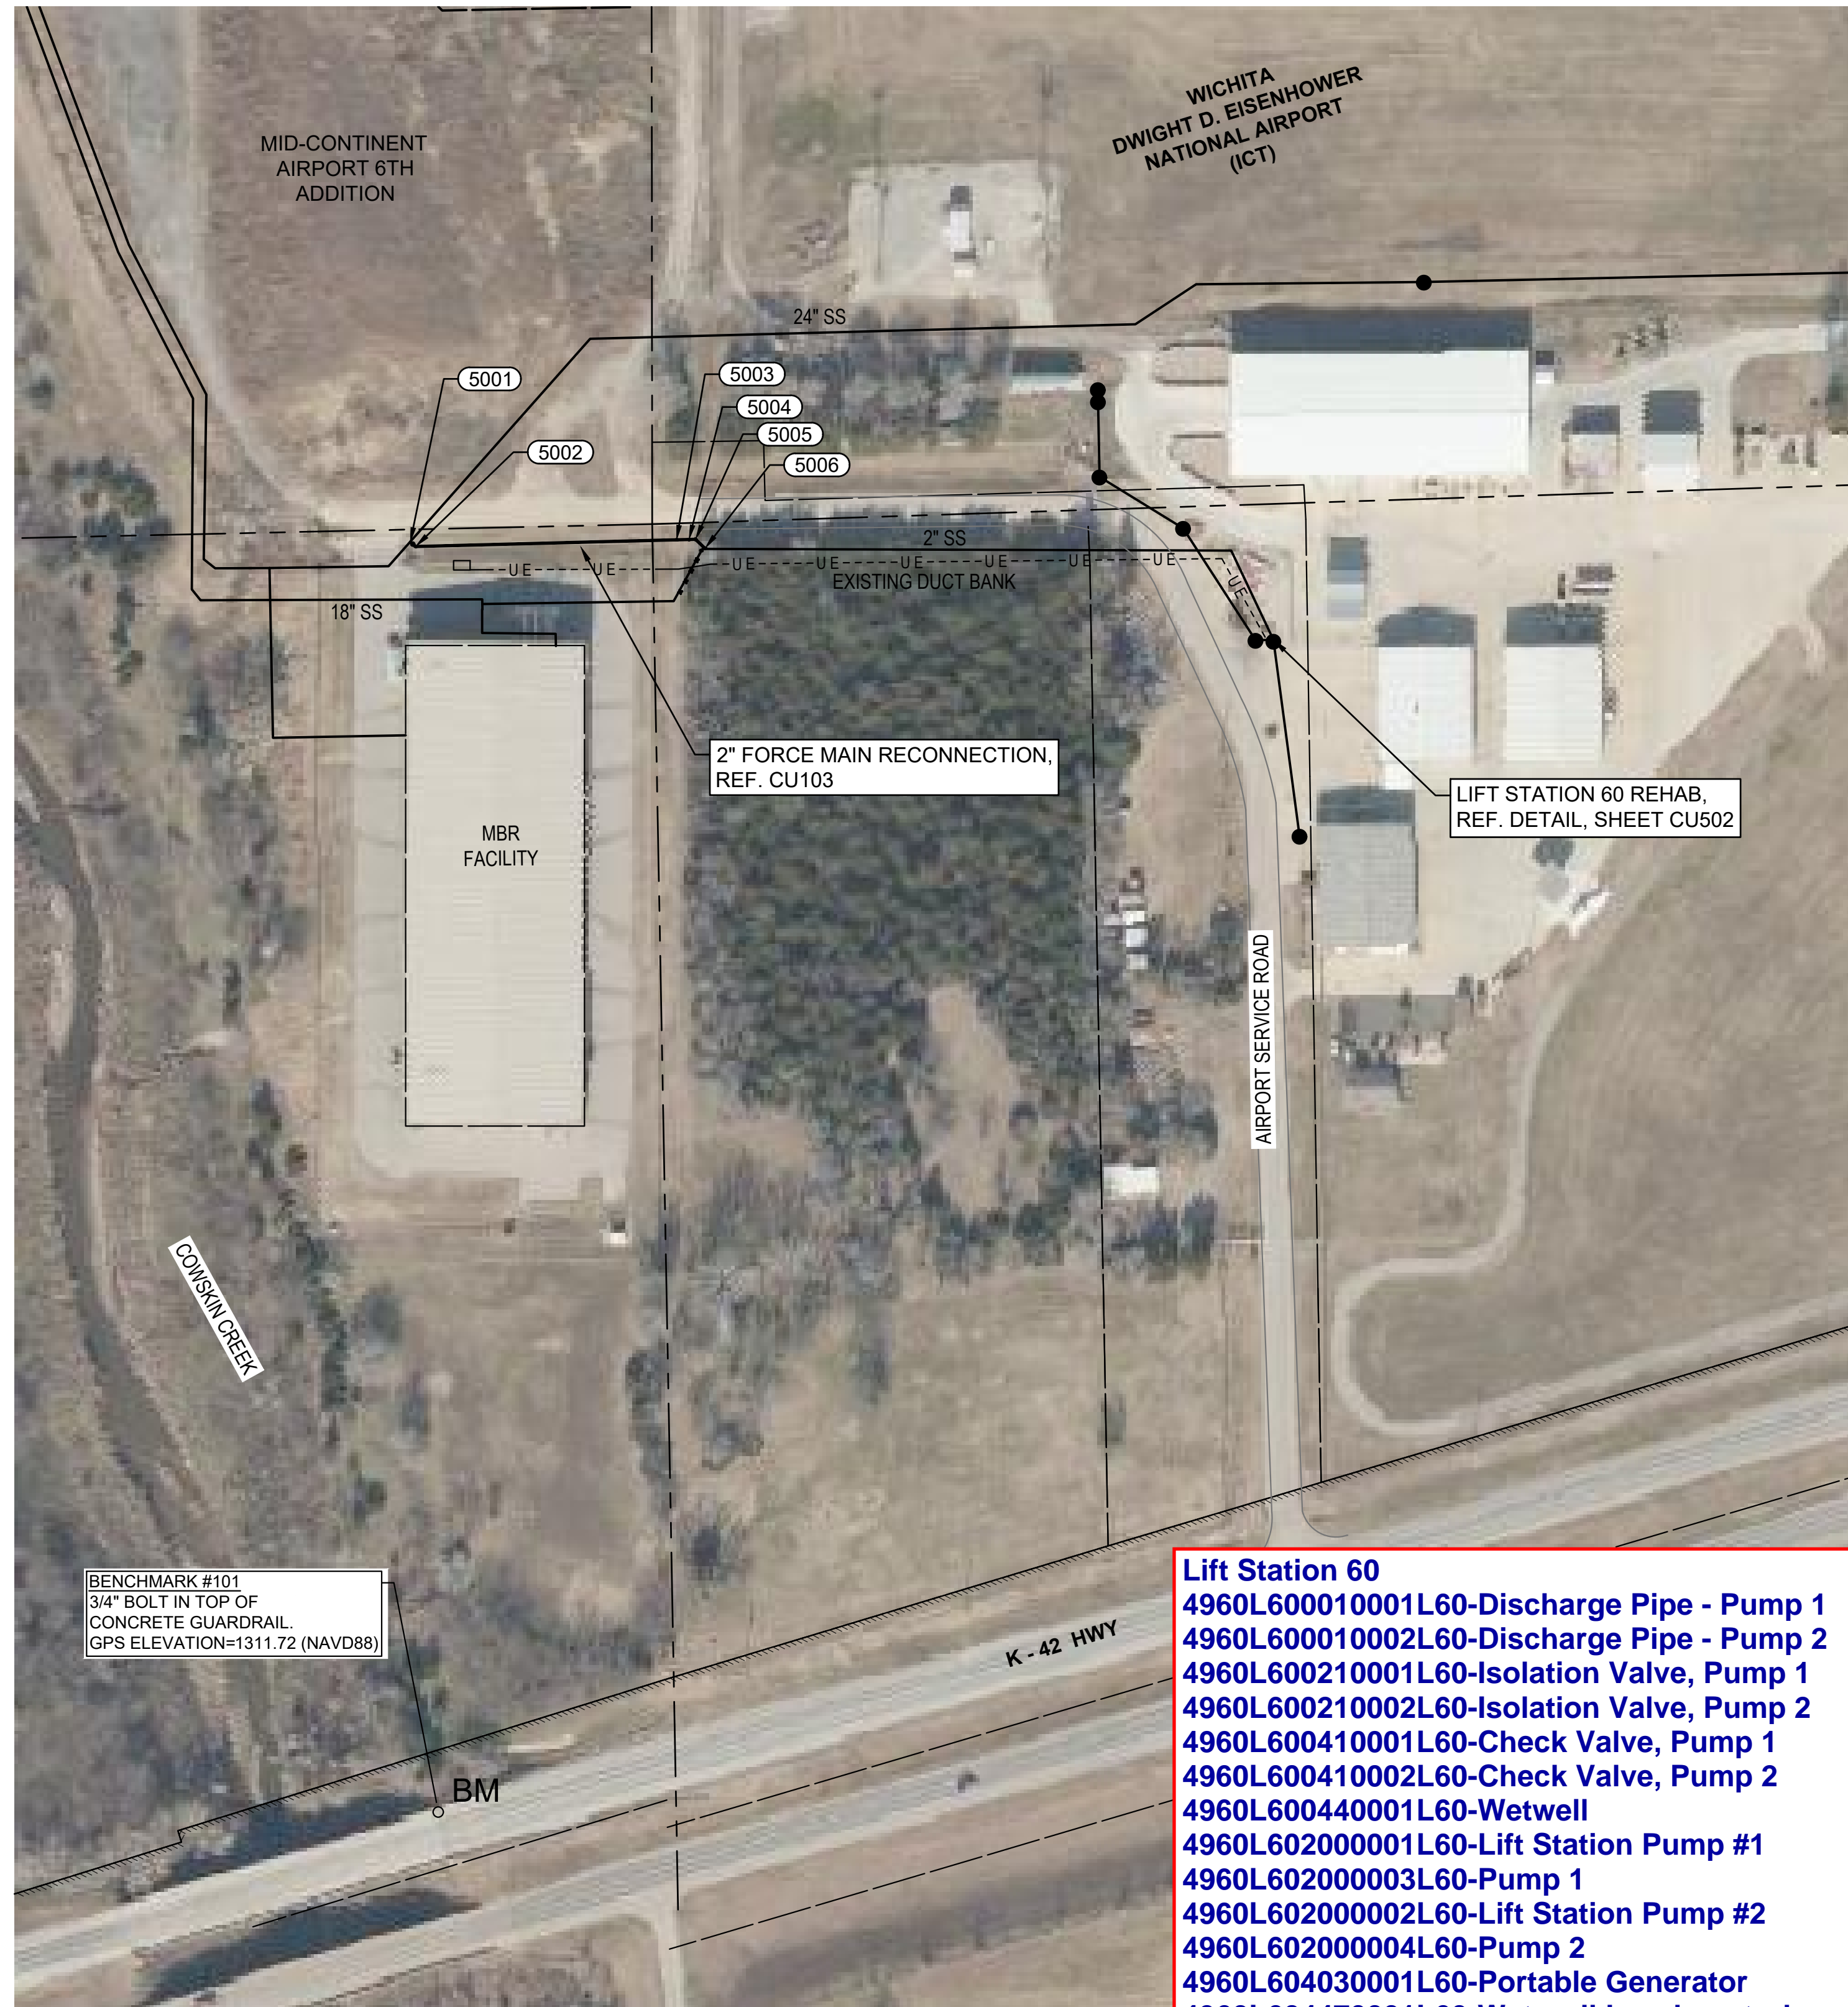 WICHITA
DWIGHT D. EISENHOWER
NATIONAL AIRPORT
(ICT)
MID-CONTINENT
AIRPORT 6TH
ADDITION
24" SS
5001
5002
5003
5004
5005
5006
2" SS
UE UE UE UE UE UE UE UE UE
EXISTING DUCT BANK
18" SS
2" FORCE MAIN RECONNECTION,
REF. CU103
LIFT STATION 60 REHAB,
REF. DETAIL, SHEET CU502
MBR
FACILITY
AIRPORT SERVICE ROAD
COWSKIN CREEK
BENCHMARK #101
3/4" BOLT IN TOP OF
CONCRETE GUARDRAIL.
GPS ELEVATION=1311.72 (NAVD88)
BM
K - 42 HWY
Lift Station 60
4960L600010001L60-Discharge Pipe - Pump 1
4960L600010002L60-Discharge Pipe - Pump 2
4960L600210001L60-Isolation Valve, Pump 1
4960L600210002L60-Isolation Valve, Pump 2
4960L600410001L60-Check Valve, Pump 1
4960L600410002L60-Check Valve, Pump 2
4960L600440001L60-Wetwell
4960L602000001L60-Lift Station Pump #1
4960L602000003L60-Pump 1
4960L602000002L60-Lift Station Pump #2
4960L602000004L60-Pump 2
4960L604030001L60-Portable Generator